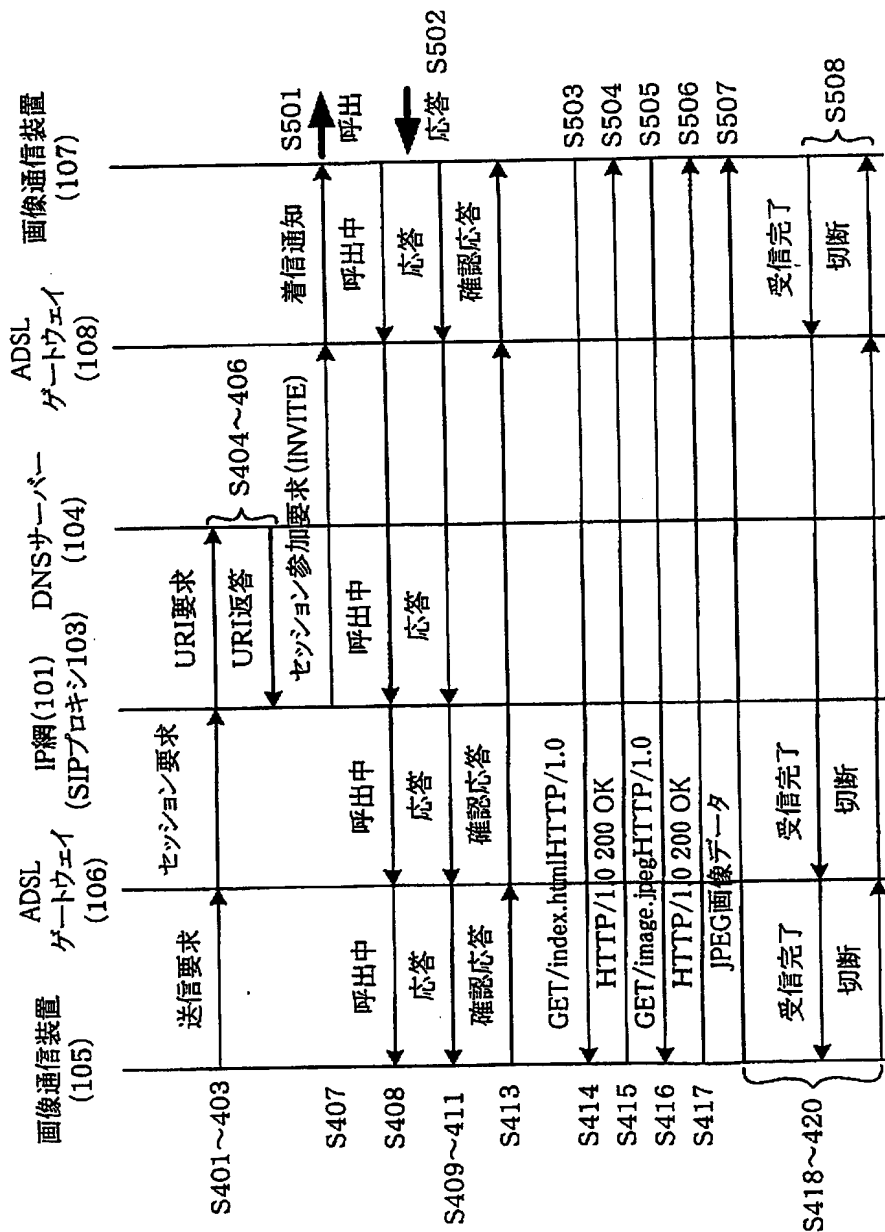 画像通信装置
(105)
ADSL
ゲートウェイ
(106)
IP網(101)
(SIPプロキシ103)
DNSサーバー
(104)
ADSL
ゲートウェイ
(108)
画像通信装置
(107)
S401～403
送信要求
セッション要求
URI要求
URI返答
S404～406
S407
セッション参加要求(INVITE)
着信通知
S501
呼出
S408
呼出中
呼出中
呼出中
呼出中
S409～411
応答
応答
応答
応答
応答
S502
S413
確認応答
確認応答
確認応答
S414
GET/index.htmlHTTP/1.0
S503
S415
HTTP/1.0 200 OK
S504
S416
GET/image.jpegHTTP/1.0
S505
S417
HTTP/1.0 200 OK
S506
JPEG画像データ
S507
S418～420
受信完了
受信完了
受信完了
切断
切断
切断
S508